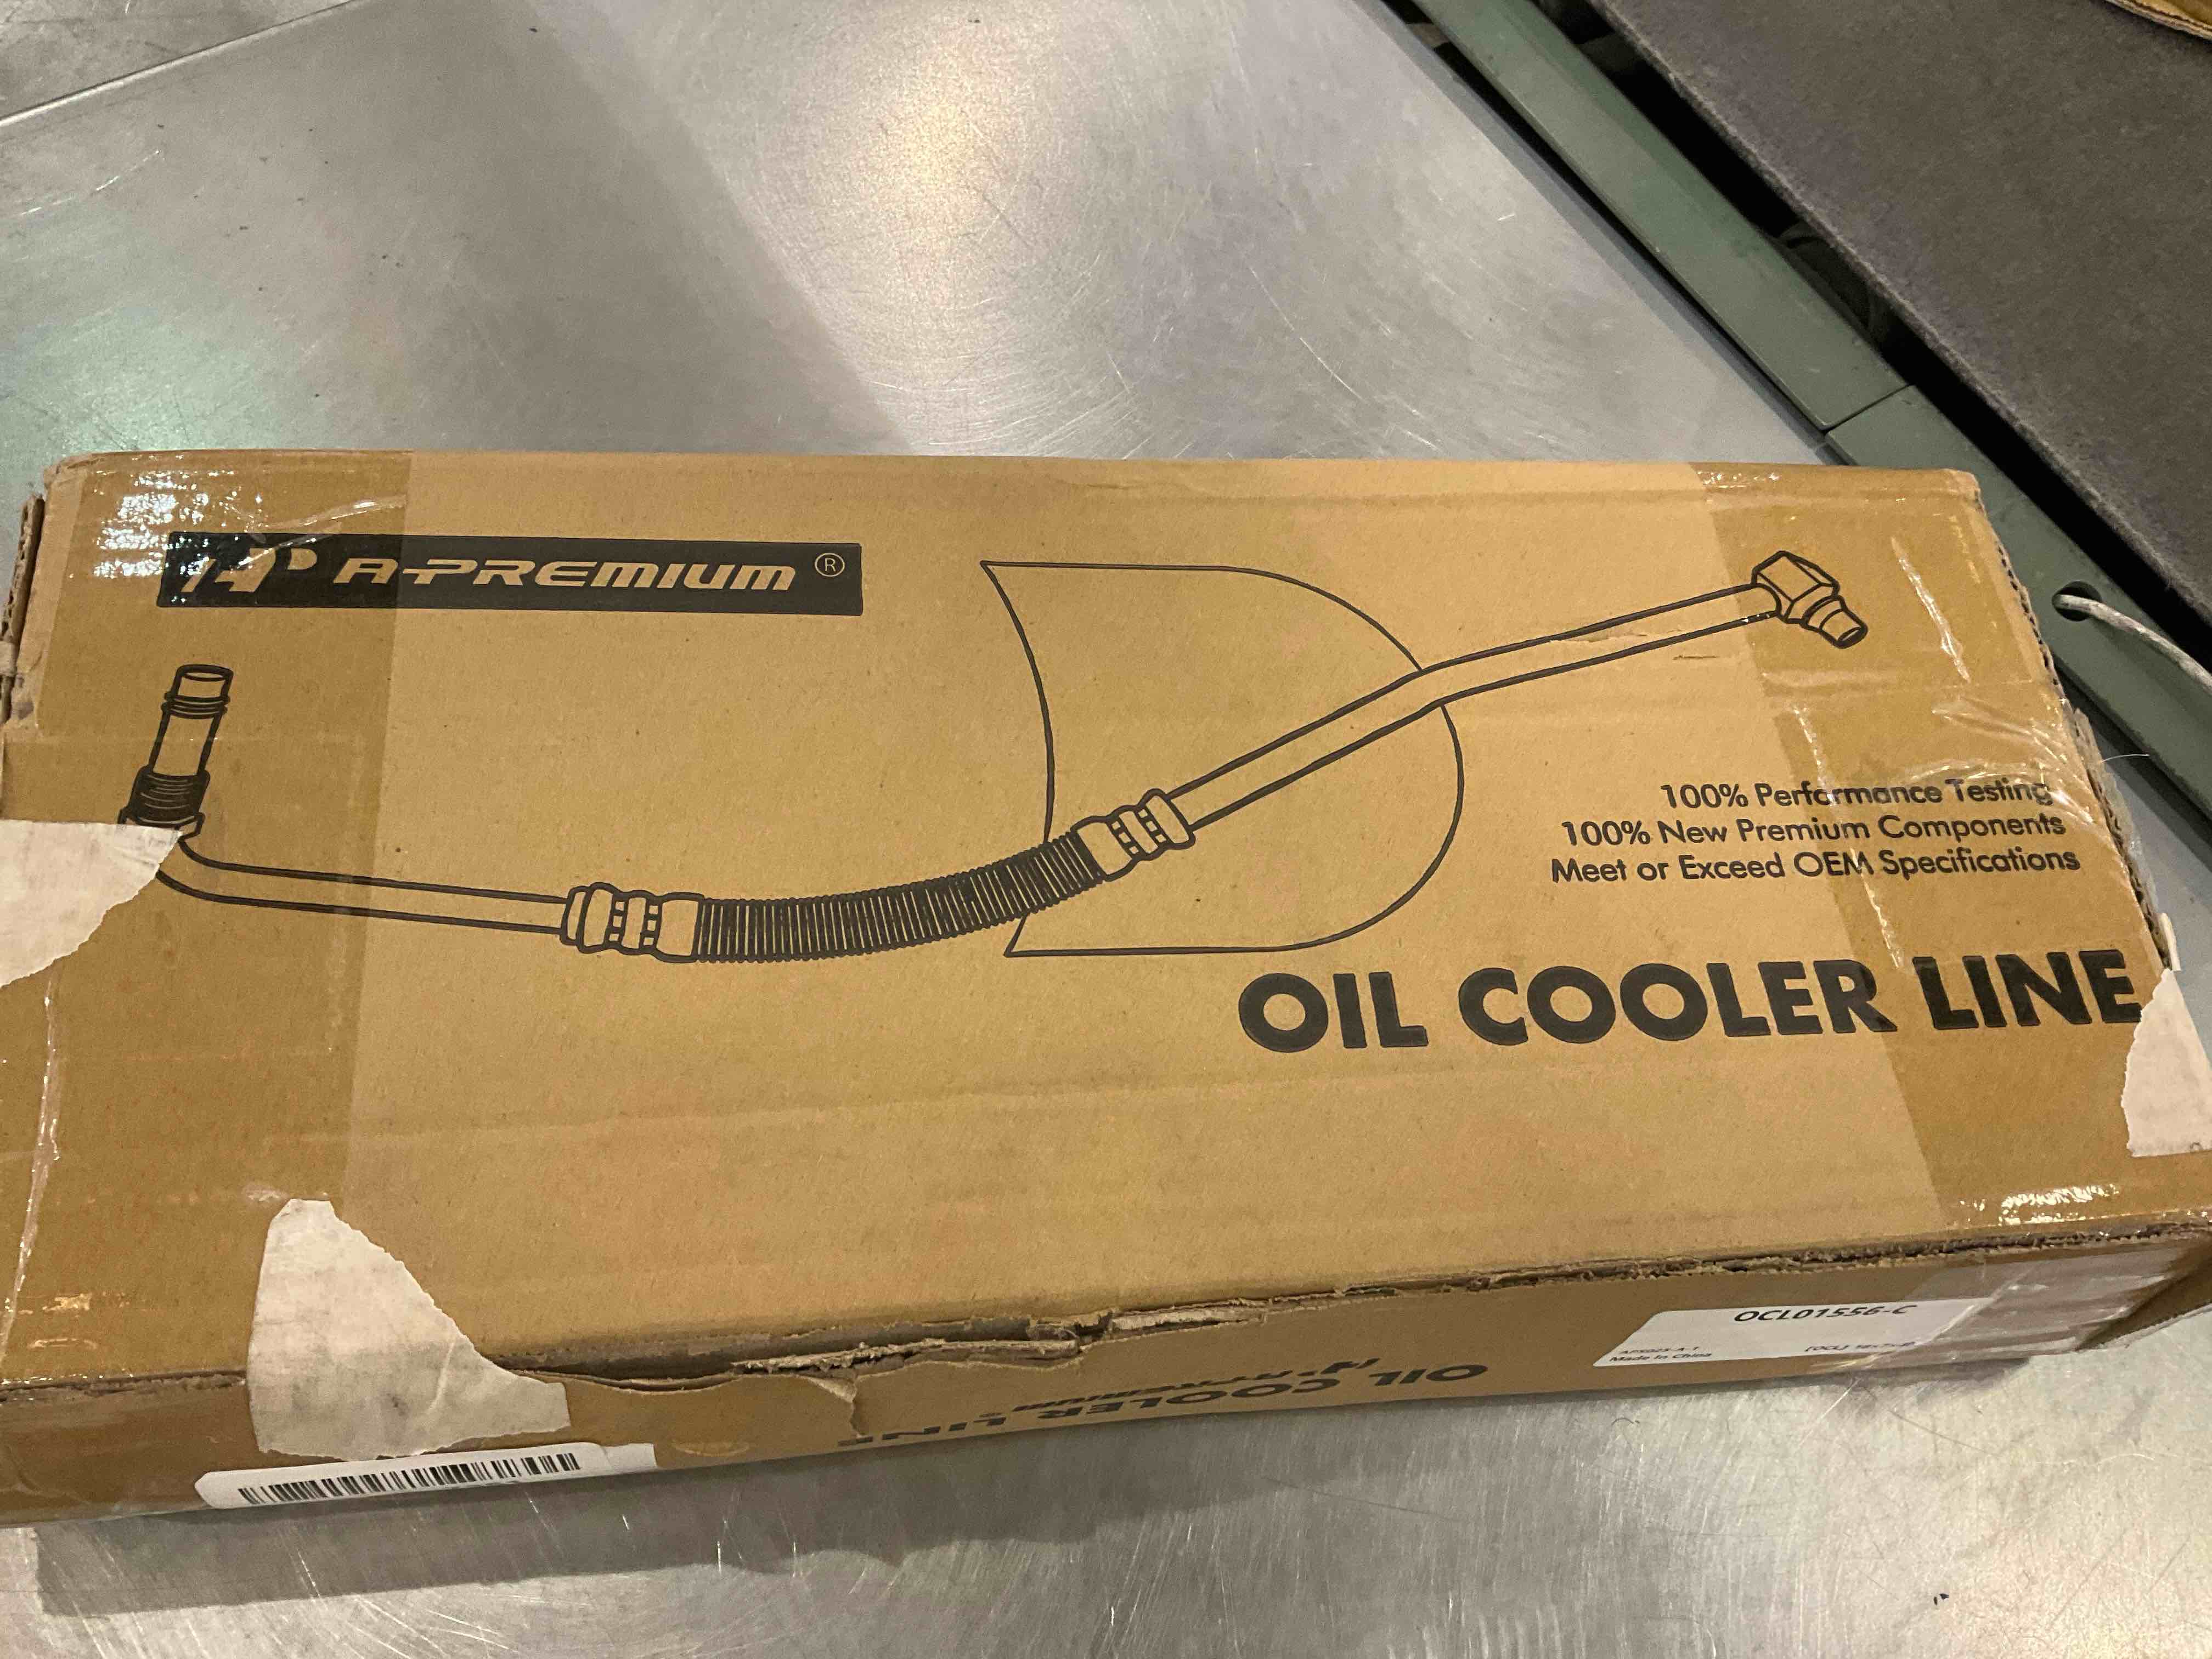 A-PREMIUM ®
100% Performance Testing
100% New Premium Components
Meet or Exceed OEM Specifications
OIL COOLER LINE
OCL01556-C
Made In China
A-PREMIUM
OIL COOLER LINE